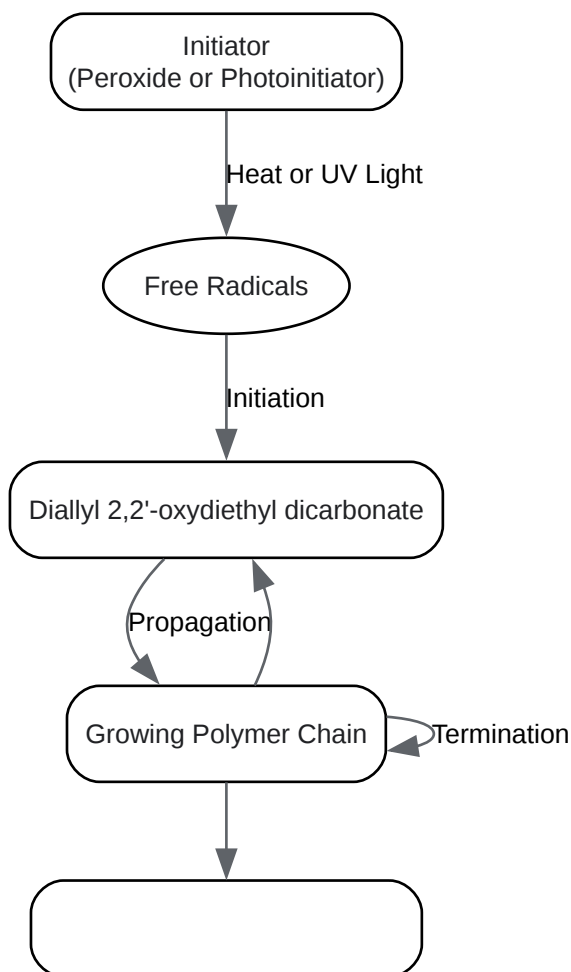 Initiator
(Peroxide or Photoinitiator)
Heat or UV Light
Free Radicals
Initiation
Diallyl 2,2'-oxydiethyl dicarbonate
Propagation
Growing Polymer Chain
Termination